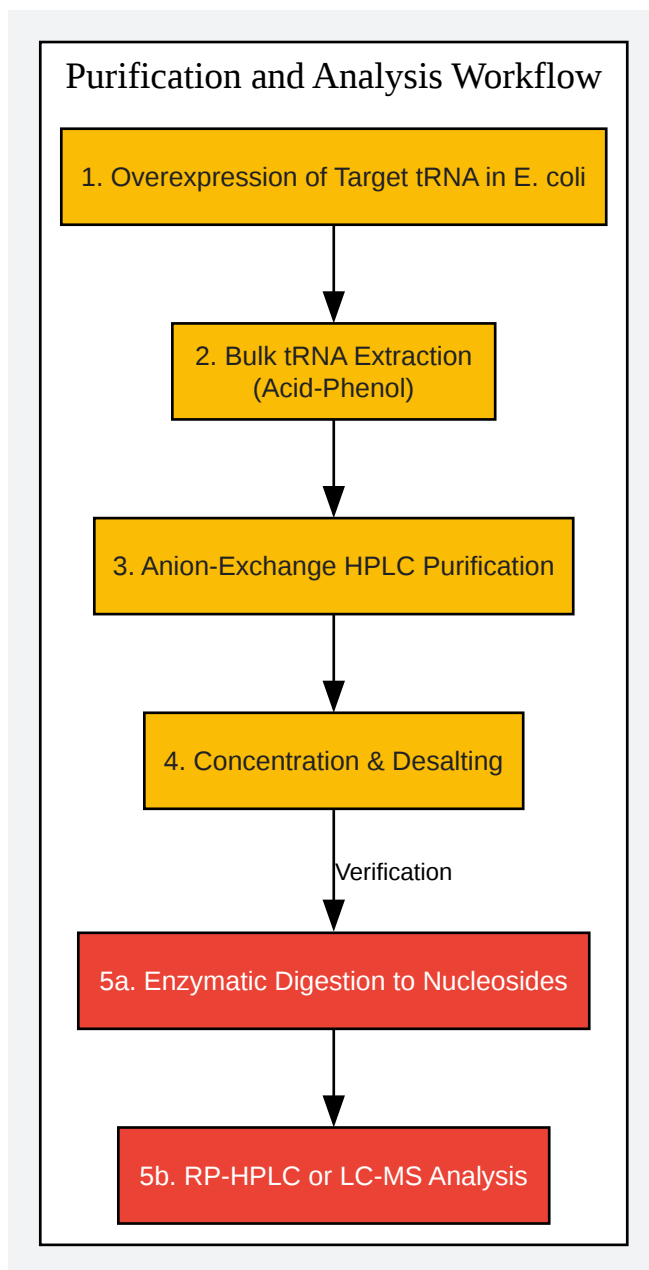 Purification and Analysis Workflow
1. Overexpression of Target tRNA in E. coli
2. Bulk tRNA Extraction
(Acid-Phenol)
3. Anion-Exchange HPLC Purification
4. Concentration & Desalting
Verification
5a. Enzymatic Digestion to Nucleosides
5b. RP-HPLC or LC-MS Analysis